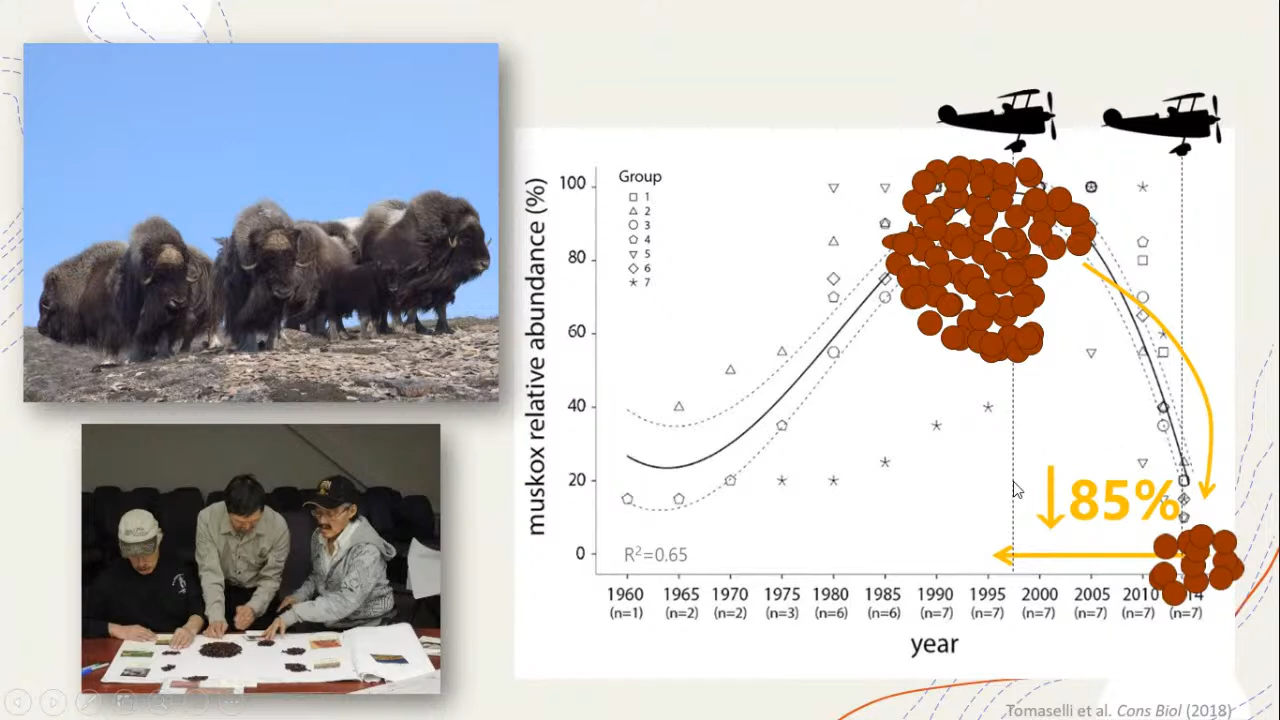 muskox relative abundance (%)
100
80
60
40
20
0
Group
1
2
3
4
5
6
7
↓85%
R²=0.65
1960 1965 1970 1975 1980 1985 1990 1995 2000 2005 2010 14
(n=1) (n=2) (n=2) (n=3) (n=6) (n=6) (n=7) (n=7) (n=7) (n=7) (n=7) (n=7)
year
Tomaselli et al. Cons Biol (2018)